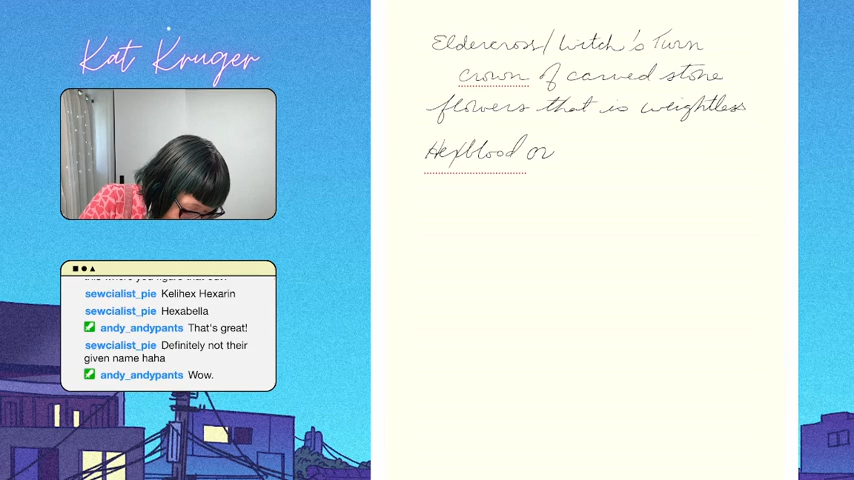 Kat Kruger
Eldercross/Witch's Turn
crown of carved stone
flowers that is weightless
Hexblood or
sewcialist_pie Kelihex Hexarin
sewcialist_pie Hexabella
andy_andypants That's great!
sewcialist_pie Definitely not their
given name haha
andy_andypants Wow.